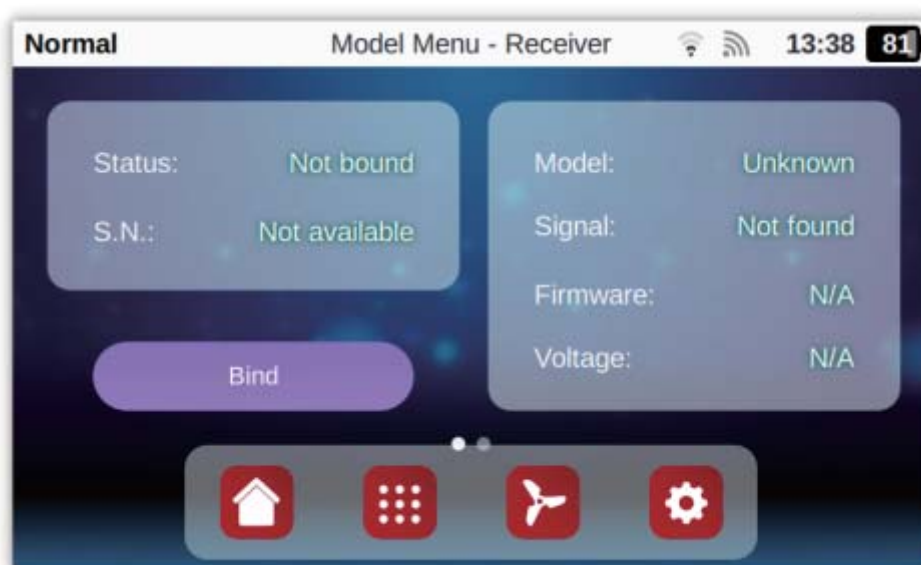 Normal Model Menu - Receiver 13:38 81
Status: Not bound
S.N.: Not available
Bind
Model: Unknown
Signal: Not found
Firmware: N/A
Voltage: N/A